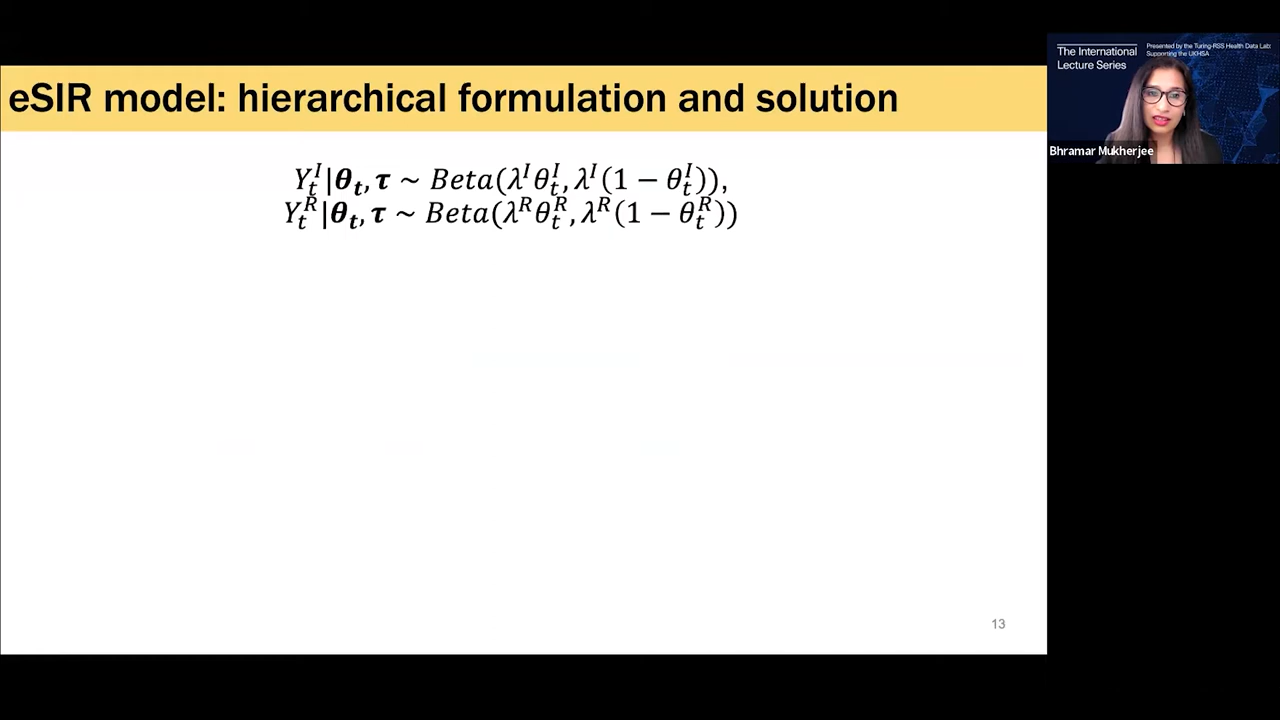 eSIR model: hierarchical formulation and solution
Y_t^I|θ_t, τ ~ Beta(λ^I θ_t^I, λ^I(1 − θ_t^I)),
Y_t^R|θ_t, τ ~ Beta(λ^R θ_t^R, λ^R(1 − θ_t^R))
13
The International
Lecture Series
Presented by the Turing-RSS Health Data Lab:
Supporting the UKHSA
Bhramar Mukherjee